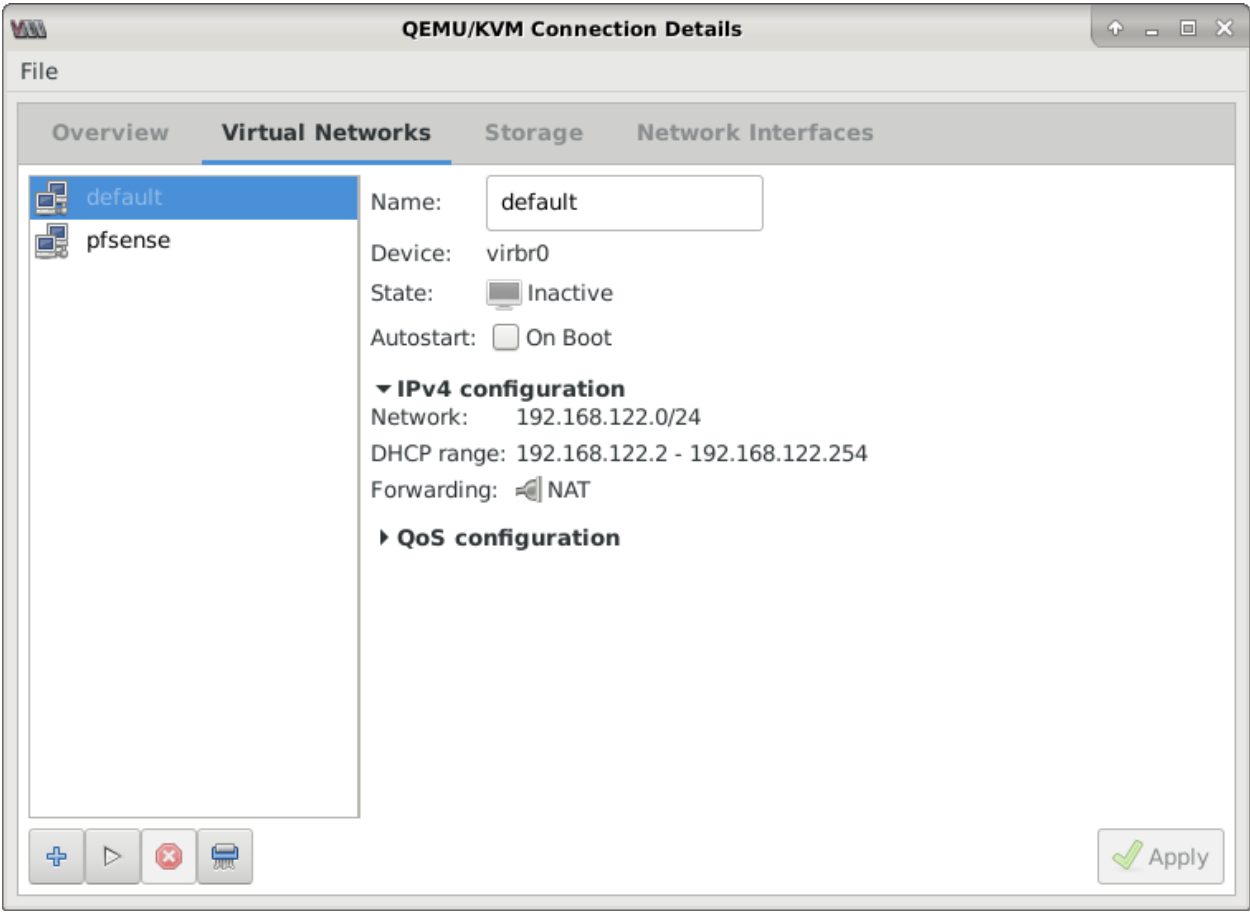 QEMU/KVM Connection Details
File
Overview Virtual Networks Storage Network Interfaces
default
pfsense
Name: default
Device: virbr0
State: Inactive
Autostart: On Boot
IPv4 configuration
Network: 192.168.122.0/24
DHCP range: 192.168.122.2 - 192.168.122.254
Forwarding: NAT
QoS configuration
Apply